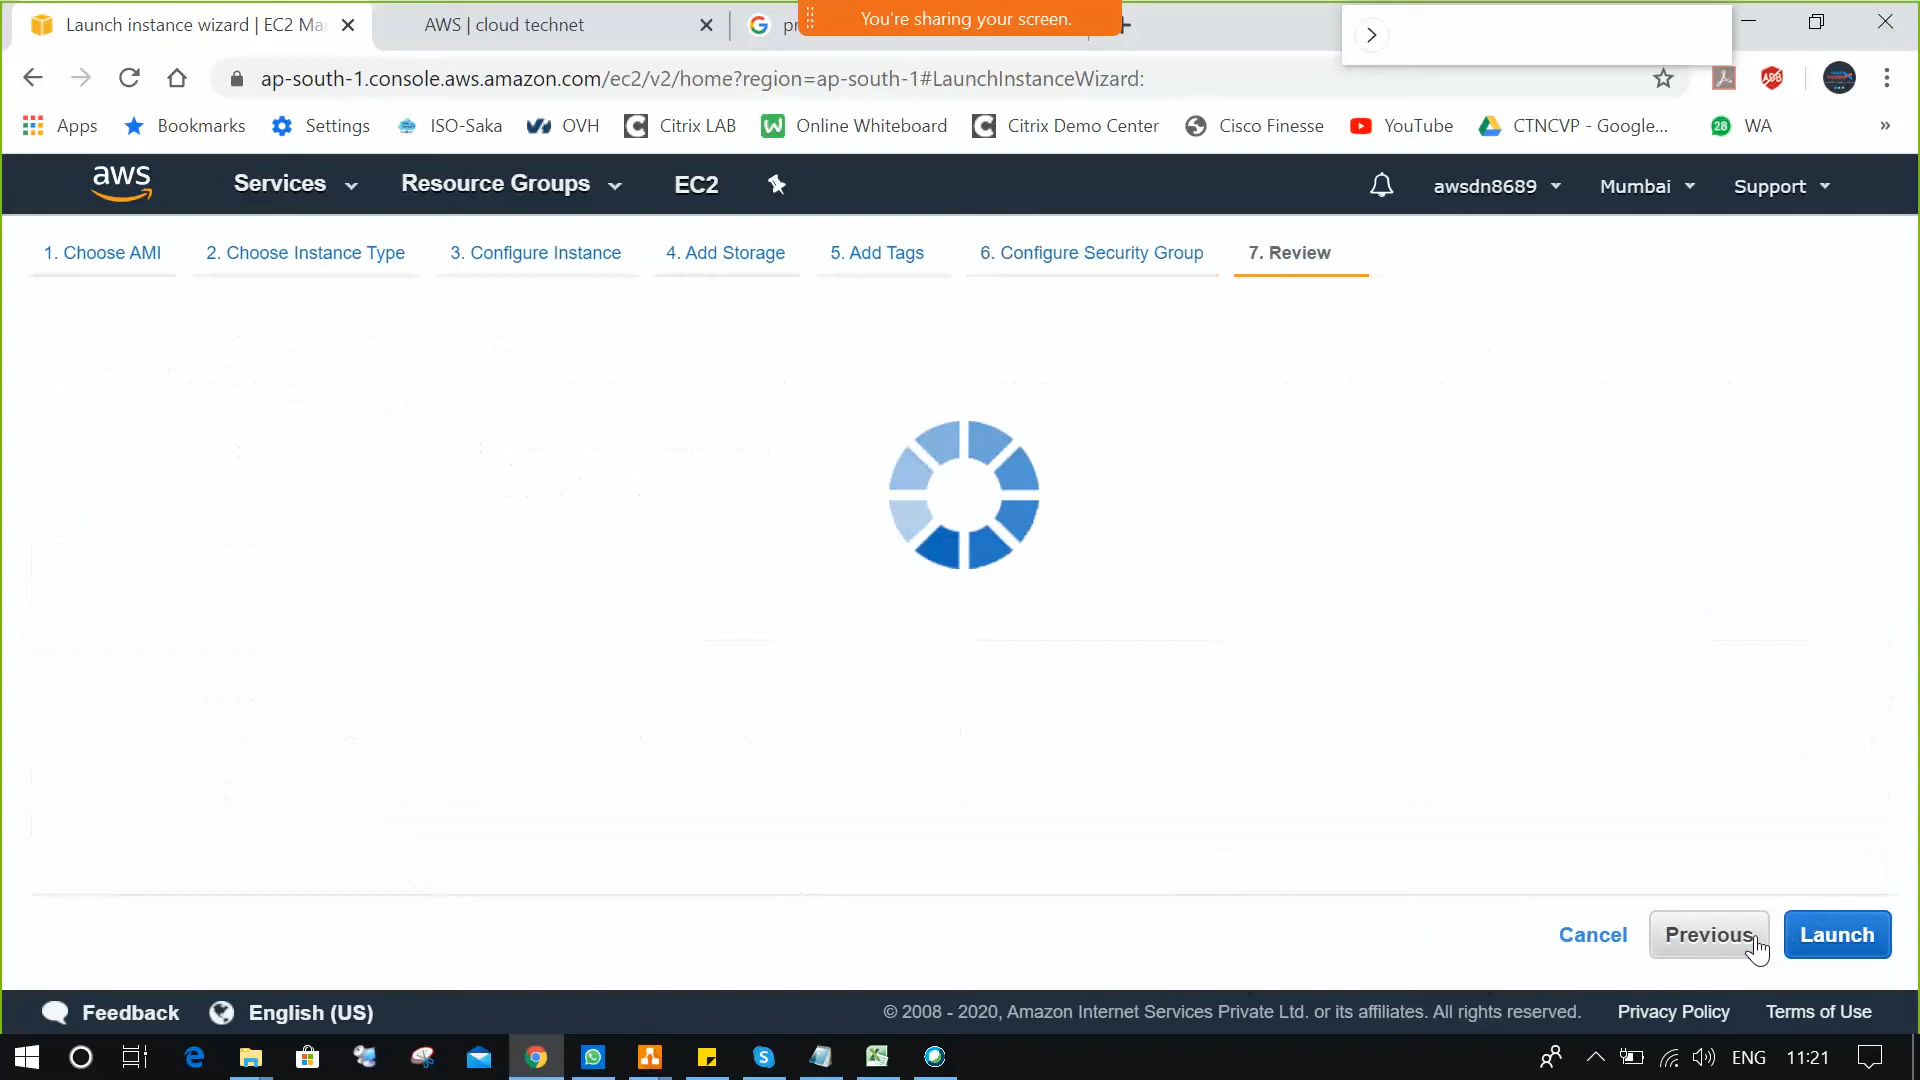 Launch instance wizard | EC2 Ma
AWS | cloud technet
You're sharing your screen.
ap-south-1.console.aws.amazon.com/ec2/v2/home?region=ap-south-1#LaunchInstanceWizard:
Apps
Bookmarks
Settings
ISO-Saka
OVH
Citrix LAB
Online Whiteboard
Citrix Demo Center
Cisco Finesse
YouTube
CTNCVP - Google...
28
WA
»
aws
Services
Resource Groups
EC2
awsdn8689
Mumbai
Support
1. Choose AMI
2. Choose Instance Type
3. Configure Instance
4. Add Storage
5. Add Tags
6. Configure Security Group
7. Review
Cancel
Previous
Launch
Feedback
English (US)
© 2008 - 2020, Amazon Internet Services Private Ltd. or its affiliates. All rights reserved.
Privacy Policy
Terms of Use
ENG
11:21